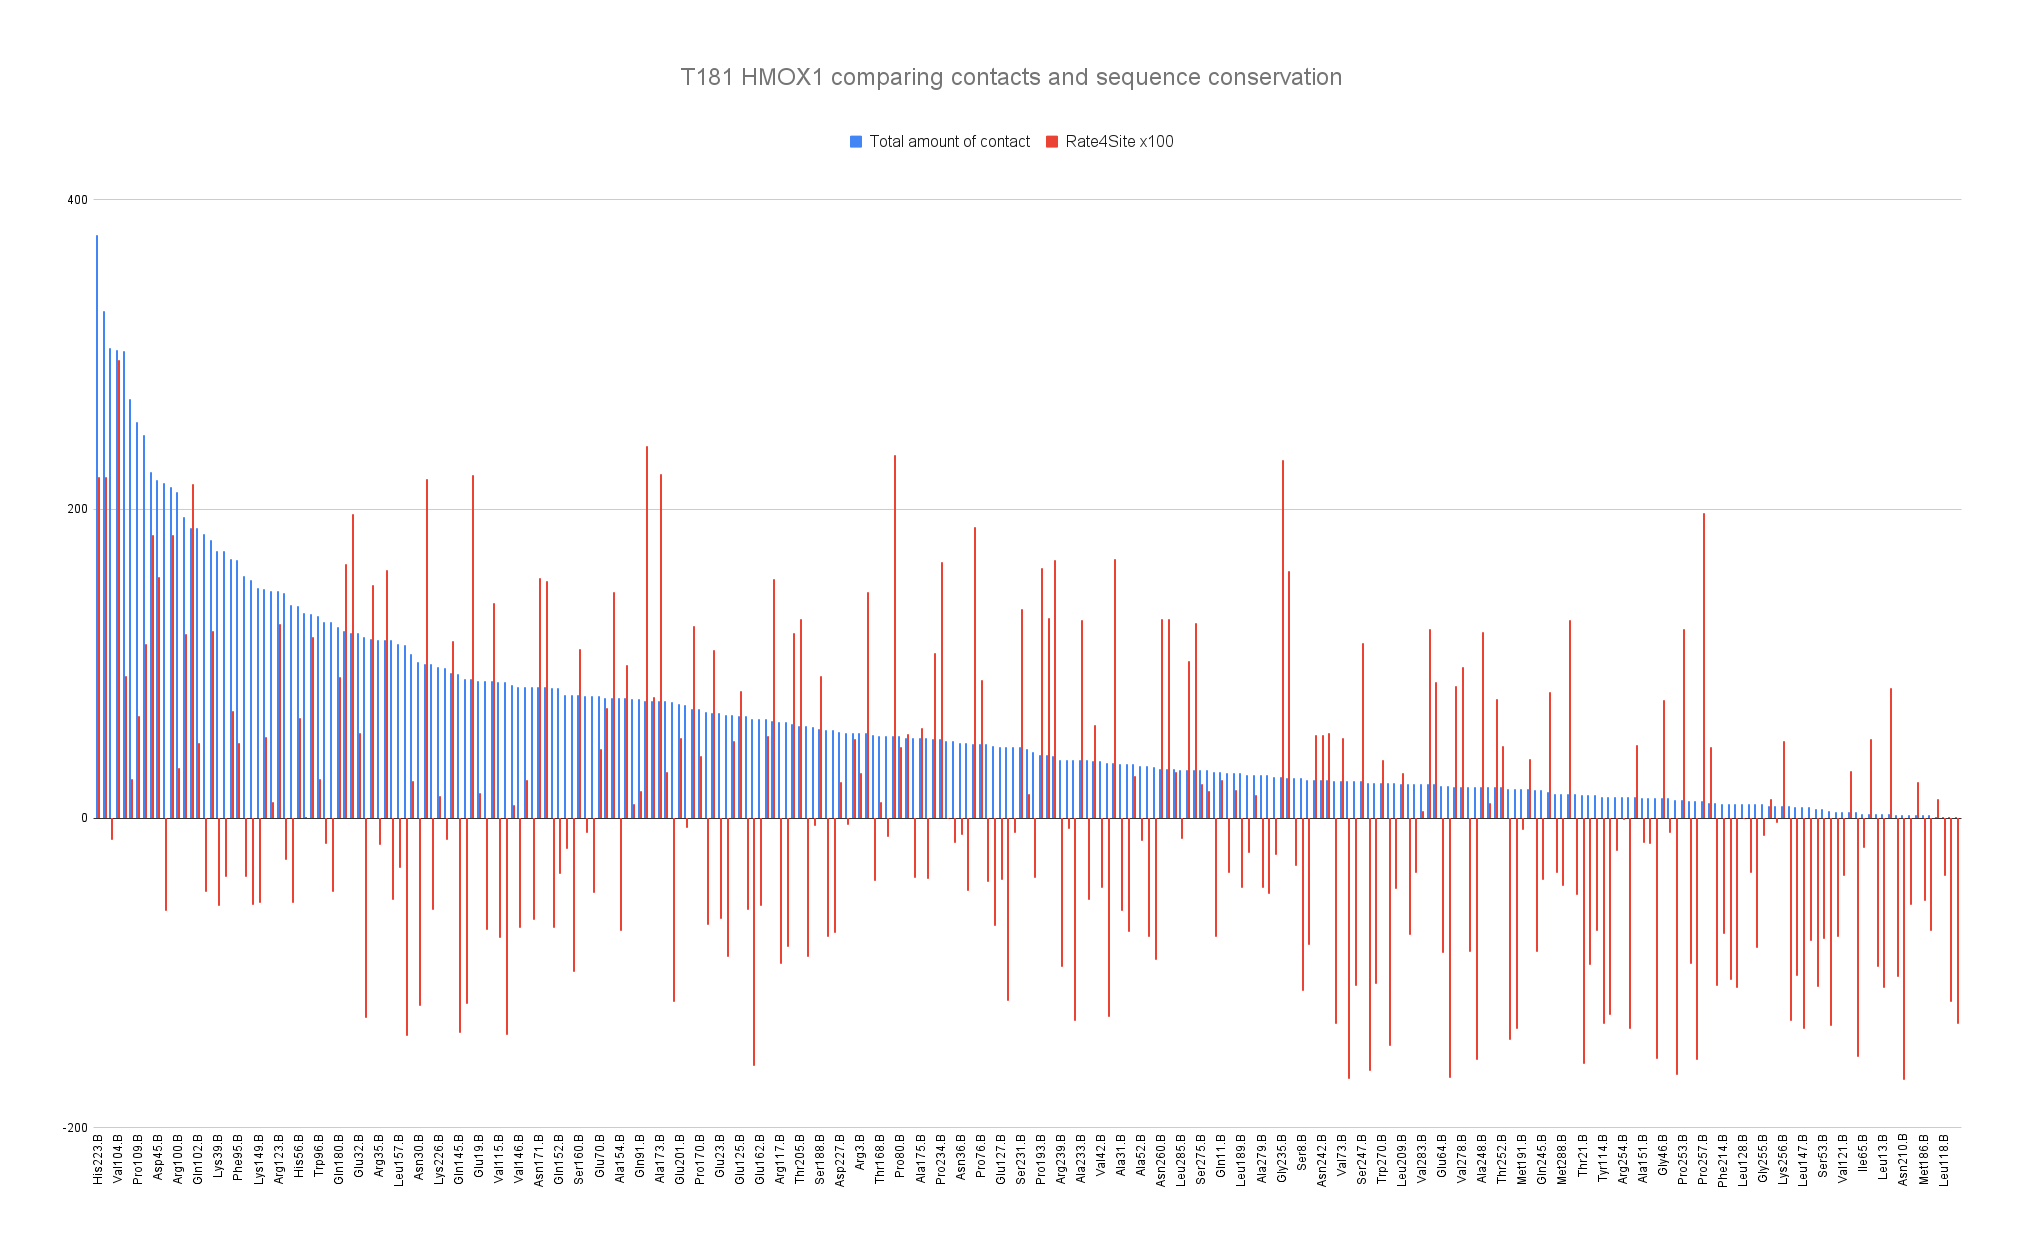 T181 HMOX1 comparing contacts and sequence conservation
Total amount of contact
Rate4Site x100
400
200
0
-200
His223.B
Val104.B
Pro109.B
Asp45.B
Arg100.B
Gln102.B
Lys39.B
Phe95.B
Lys149.B
Arg123.B
His56.B
Trp96.B
Gln180.B
Glu32.B
Arg35.B
Leu157.B
Asn30.B
Lys226.B
Gln145.B
Glu19.B
Val115.B
Val146.B
Asn171.B
Gln152.B
Ser160.B
Glu70.B
Ala154.B
Gln91.B
Ala173.B
Glu201.B
Pro170.B
Glu23.B
Glu125.B
Glu162.B
Arg117.B
Thr205.B
Ser188.B
Asp227.B
Arg3.B
Thr168.B
Pro80.B
Ala175.B
Pro234.B
Asn36.B
Pro76.B
Glu127.B
Ser231.B
Pro193.B
Arg239.B
Ala233.B
Val42.B
Ala31.B
Ala52.B
Asn260.B
Leu285.B
Ser275.B
Gln11.B
Leu189.B
Ala279.B
Gly235.B
Ser8.B
Asn242.B
Val73.B
Ser247.B
Trp270.B
Leu209.B
Val283.B
Glu64.B
Val278.B
Ala248.B
Thr252.B
Met191.B
Gln245.B
Met288.B
Thr21.B
Tyr114.B
Arg254.B
Ala151.B
Gly46.B
Pro253.B
Pro257.B
Phe214.B
Leu128.B
Gly255.B
Lys256.B
Leu147.B
Ser53.B
Val121.B
Ile65.B
Leu13.B
Asn210.B
Met186.B
Leu118.B